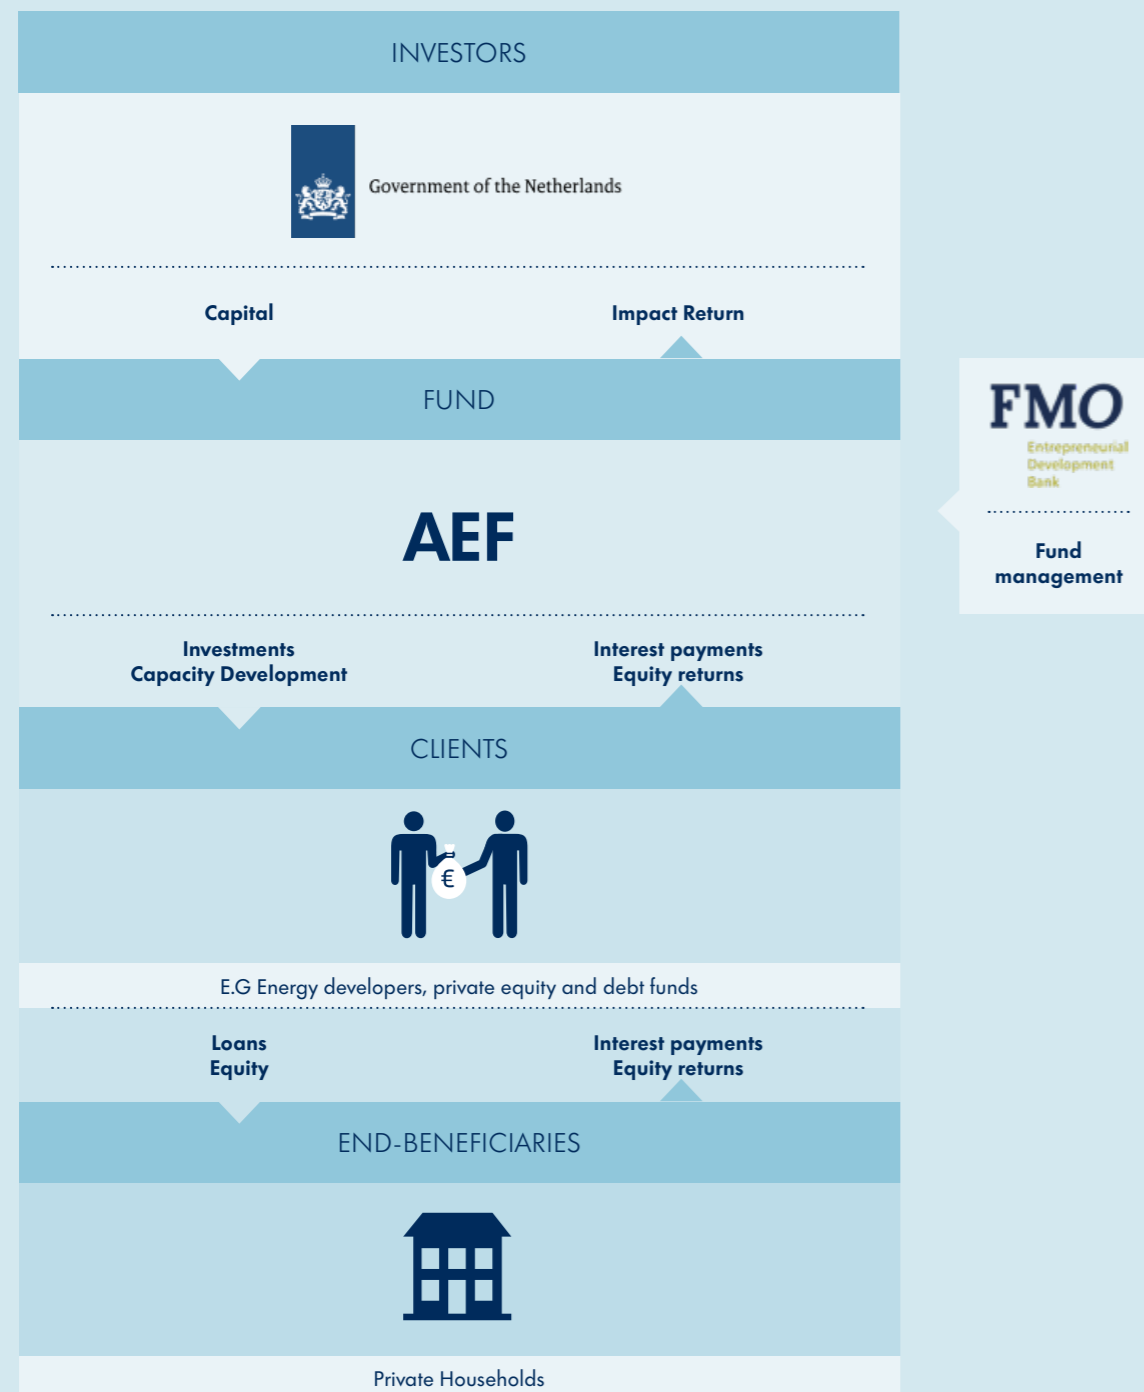 INVESTORS
Government of the Netherlands
Capital
Impact Return
FUND
AEF
FMO
Entrepreneurial
Development
Bank
Fund
management
Investments
Capacity Development
Interest payments
Equity returns
CLIENTS
€
E.G Energy developers, private equity and debt funds
Loans
Equity
Interest payments
Equity returns
END-BENEFICIARIES
Private Households